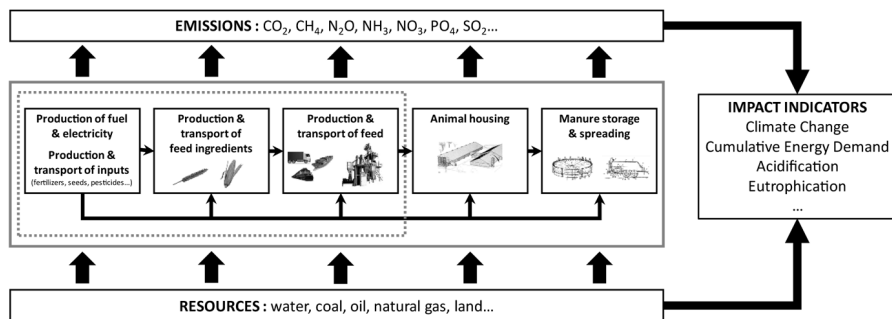 EMISSIONS : CO₂, CH₄, N₂O, NH₃, NO₃, PO₄, SO₂...
Production of fuel
& electricity
Production &
transport of inputs
(fertilizers, seeds, pesticides...)
Production &
transport of
feed ingredients
Production &
transport of feed
Animal housing
Manure storage
& spreading
IMPACT INDICATORS
Climate Change
Cumulative Energy Demand
Acidification
Eutrophication
...
RESOURCES : water, coal, oil, natural gas, land...